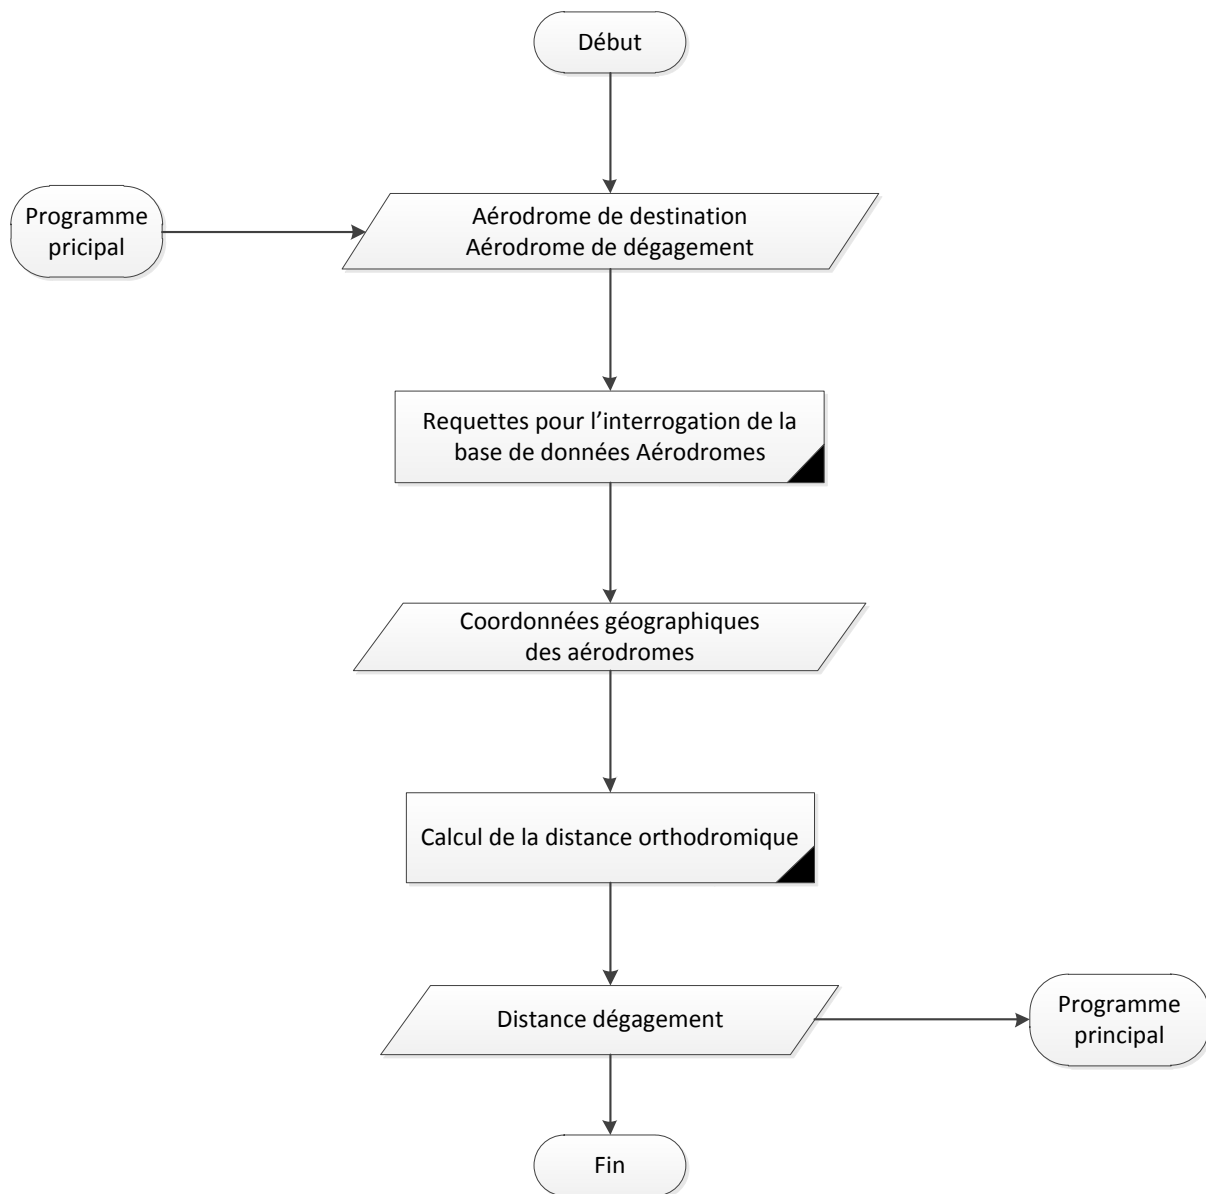 Début
Programme
pricipal
Aérodrome de destination
Aérodrome de dégagement
Requettes pour l’interrogation de la
base de données Aérodromes
Coordonnées géographiques
des aérodromes
Calcul de la distance orthodromique
Distance dégagement
Programme
principal
Fin